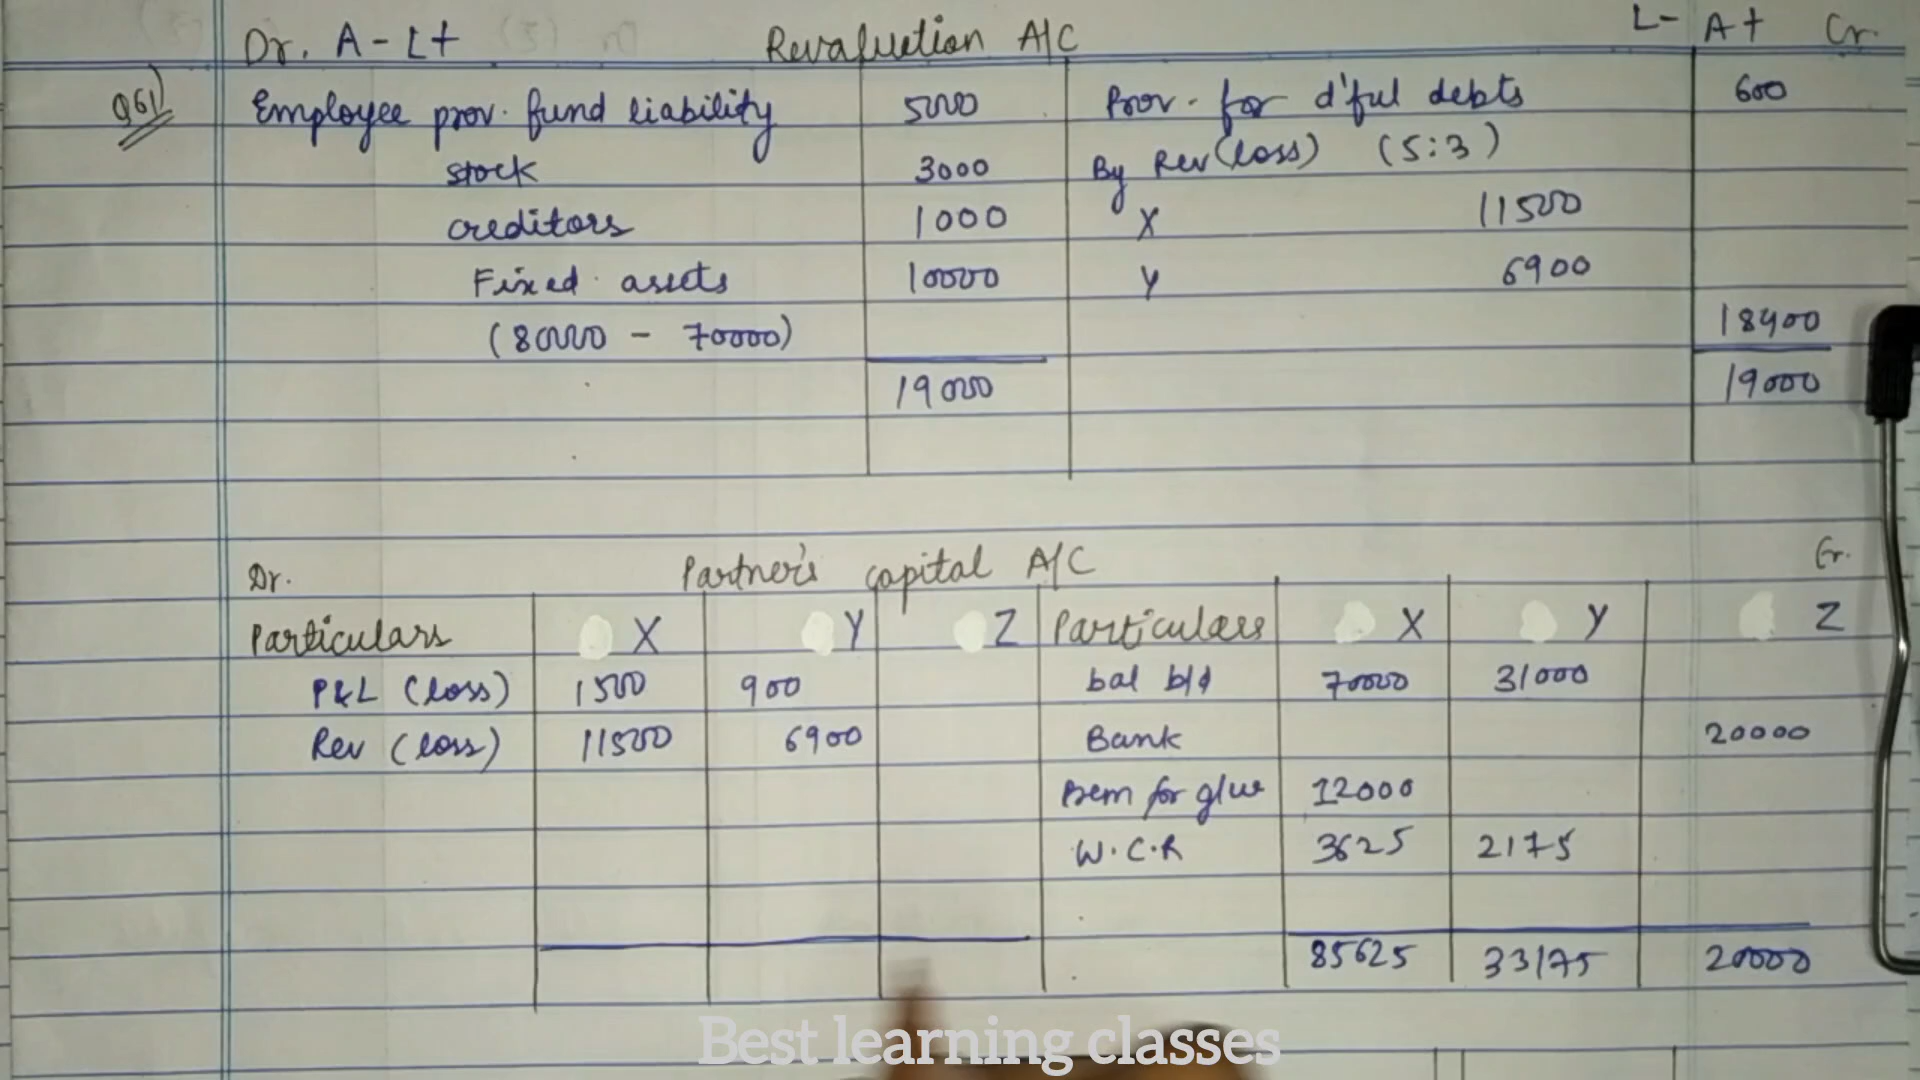 Dr. A - L+ Revaluation A/C L- A+ Cr.
Q61) Employee prov. fund liability 5000 Prov. for d'ful debts 600
stock 3000 By Rev (loss) (5:3)
creditors 1000 X 11500
Fixed assets 10000 Y 6900
(80000 - 70000) 18400
19000 19000
Dr. Partner's capital A/C Cr.
Particulars X Y Z Particulars X Y Z
P&L (loss) 1500 900 bal b/d 70000 31000
Rev (loss) 11500 6900 Bank 20000
Prem for g/w 12000
W.C.R 3625 2175
85625 33175 20000
Best learning classes